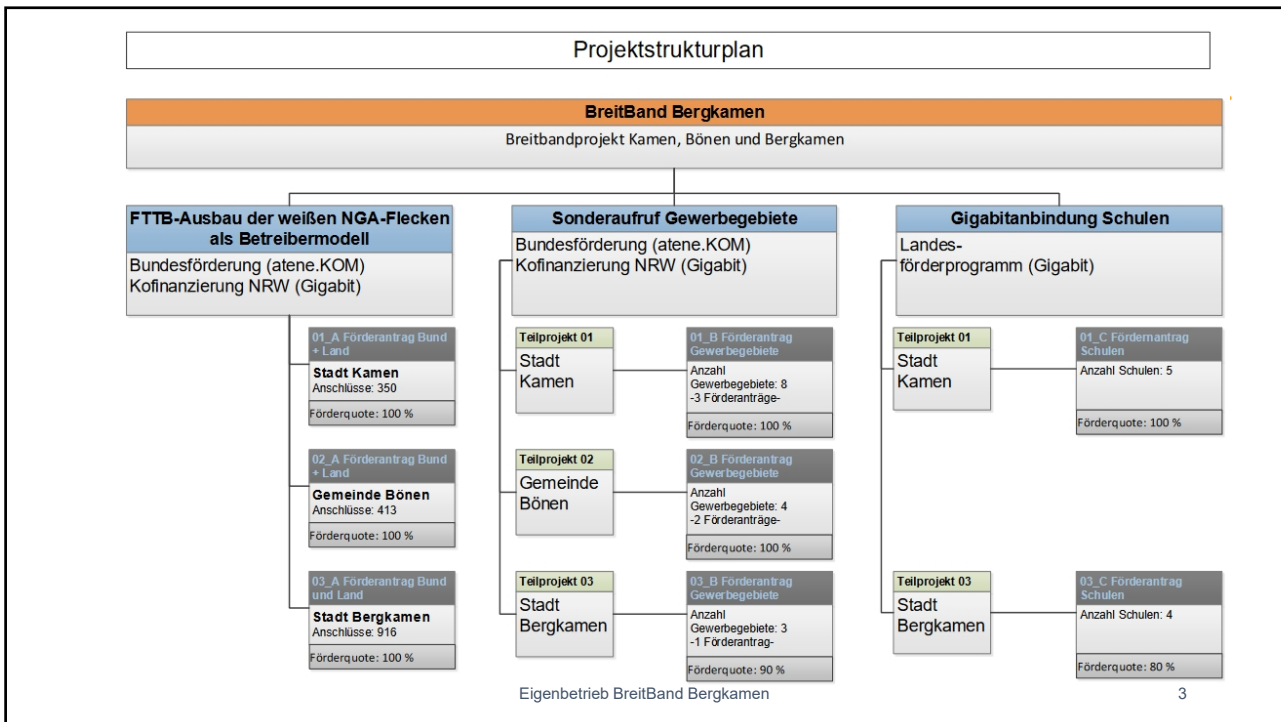 Projektstrukturplan
BreitBand Bergkamen
Breitbandprojekt Kamen, Bönen und Bergkamen
FTTB-Ausbau der weißen NGA-Flecken
als Betreibermodell
Bundesförderung (atene.KOM)
Kofinanzierung NRW (Gigabit)
01_A Förderantrag Bund
+ Land
Stadt Kamen
Anschlüsse: 350
Förderquote: 100 %
02_A Förderantrag Bund
+ Land
Gemeinde Bönen
Anschlüsse: 413
Förderquote: 100 %
03_A Förderantrag Bund
und Land
Stadt Bergkamen
Anschlüsse: 916
Förderquote: 100 %
Sonderaufruf Gewerbegebiete
Bundesförderung (atene.KOM)
Kofinanzierung NRW (Gigabit)
Teilprojekt 01
Stadt
Kamen
01_B Förderantrag
Gewerbegebiete
Anzahl
Gewerbegebiete: 8
-3 Förderanträge-
Förderquote: 100 %
Teilprojekt 02
Gemeinde
Bönen
02_B Förderantrag
Gewerbegebiete
Anzahl
Gewerbegebiete: 4
-2 Förderanträge-
Förderquote: 100 %
Teilprojekt 03
Stadt
Bergkamen
03_B Förderantrag
Gewerbegebiete
Anzahl
Gewerbegebiete: 3
-1 Förderantrag-
Förderquote: 90 %
Gigabitanbindung Schulen
Landes-
förderprogramm (Gigabit)
Teilprojekt 01
Stadt
Kamen
01_C Fördernantrag
Schulen
Anzahl Schulen: 5
Förderquote: 100 %
Teilprojekt 03
Stadt
Bergkamen
03_C Förderantrag
Schulen
Anzahl Schulen: 4
Förderquote: 80 %
Eigenbetrieb BreitBand Bergkamen
3